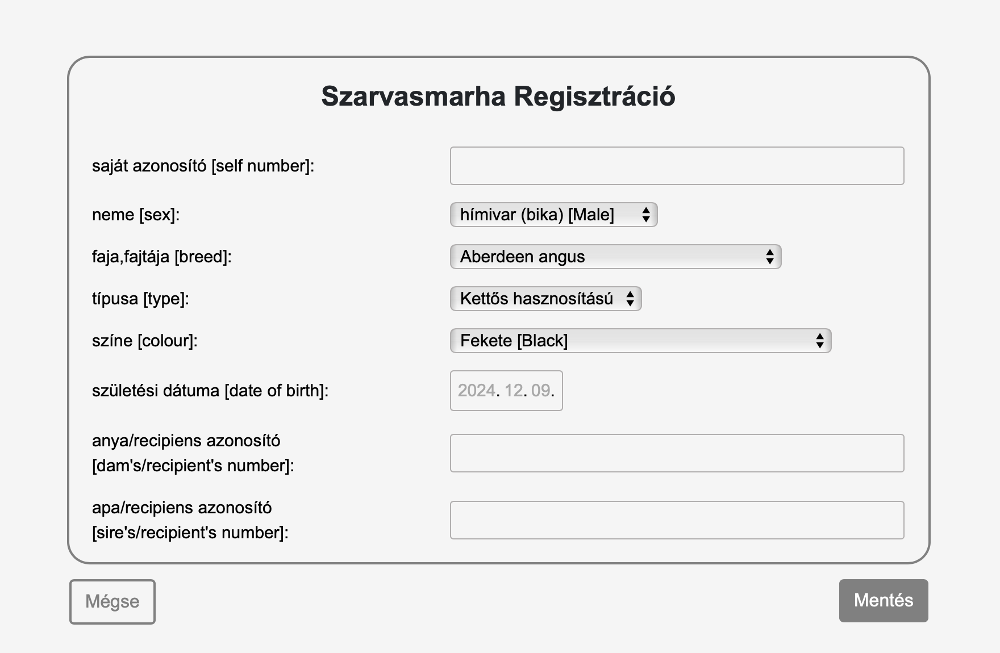 Szarvasmarha Regisztráció
saját azonosító [self number]:
neme [sex]:
hímivar (bika) [Male]
faja,fajtája [breed]:
Aberdeen angus
típusa [type]:
Kettős hasznosítású
színe [colour]:
Fekete [Black]
születési dátuma [date of birth]:
2024. 12. 09.
anya/recipiens azonosító
[dam's/recipient's number]:
apa/recipiens azonosító
[sire's/recipient's number]:
Mégse
Mentés